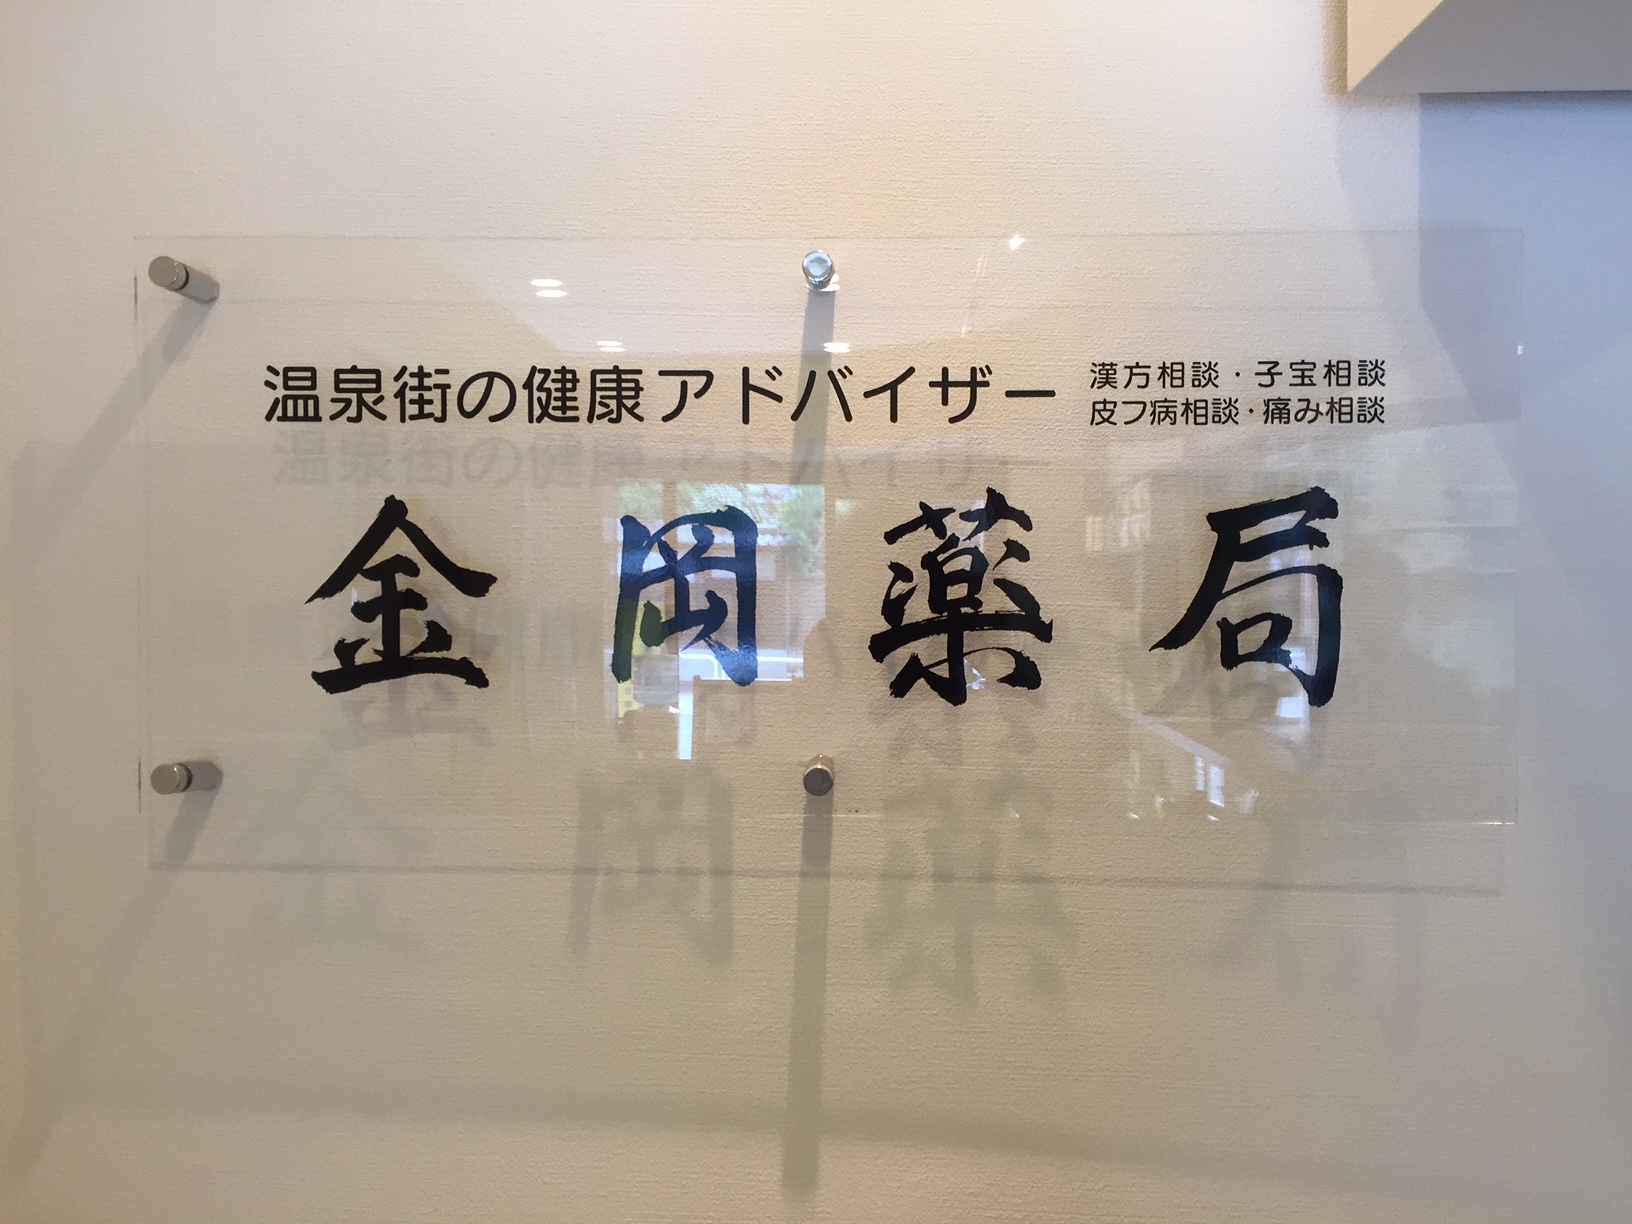 温泉街の健康アドバイザー
漢方相談・子宝相談
皮フ病相談・痛み相談
金岡薬局